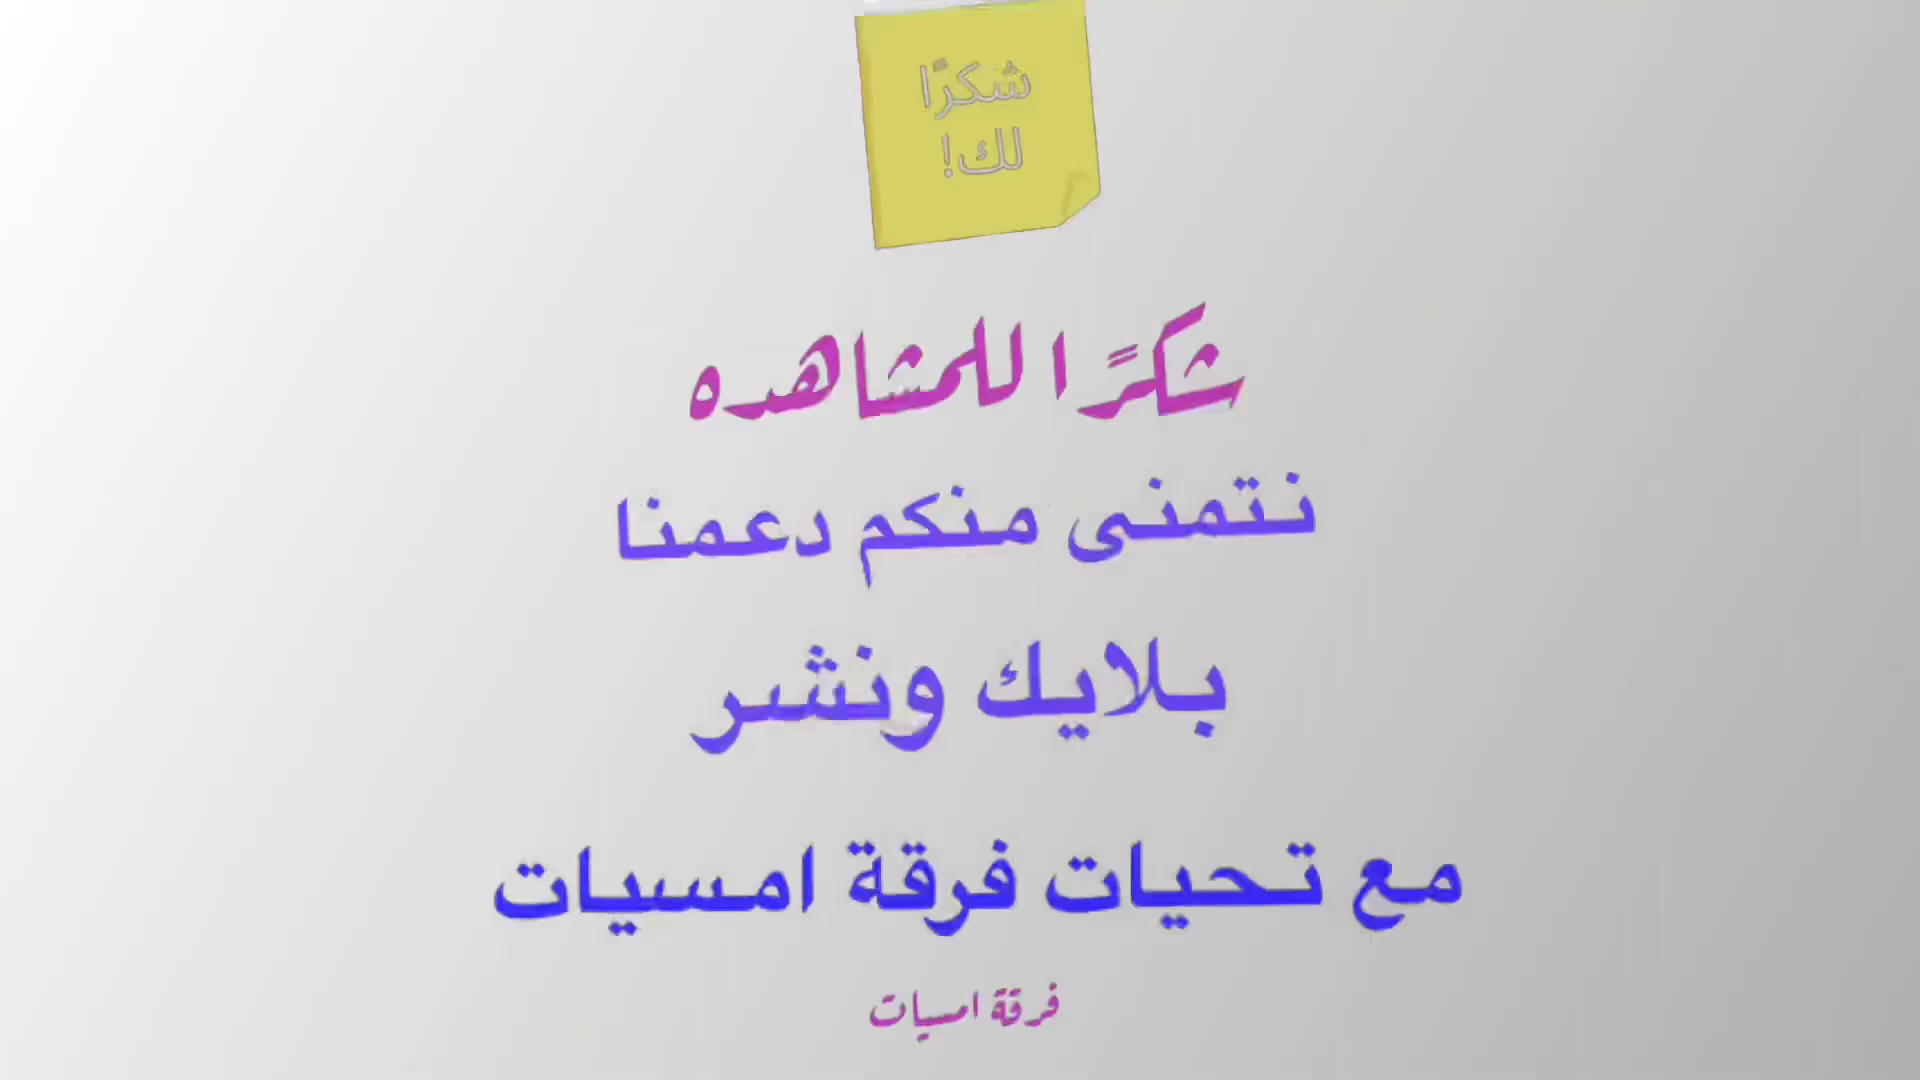 شكرًا
لك!
شكرًا للمشاهده
نتمنى منكم دعمنا
بلايك ونشر
مع تحيات فرقة امسيات
فرقة امسيات